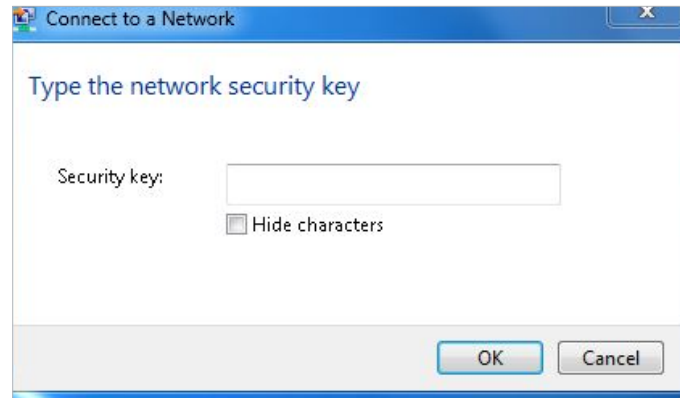 Connect to a Network
X
Type the network security key
Security key:
Hide characters
OK Cancel